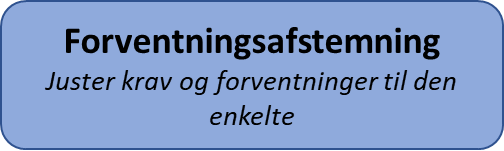 Forventningsafstemning
Juster krav og forventninger til den
enkelte